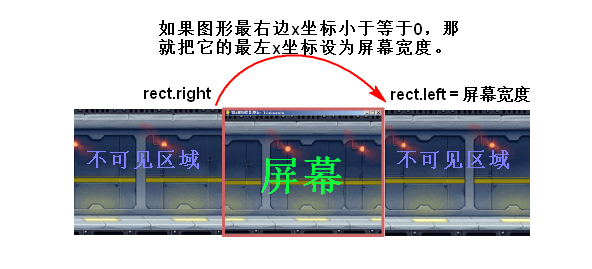 如果图形最右边x坐标小于等于0，那
就把它的最左x坐标设为屏幕宽度。
rect.right
rect.left = 屏幕宽度
不可见区域
屏幕
不可见区域